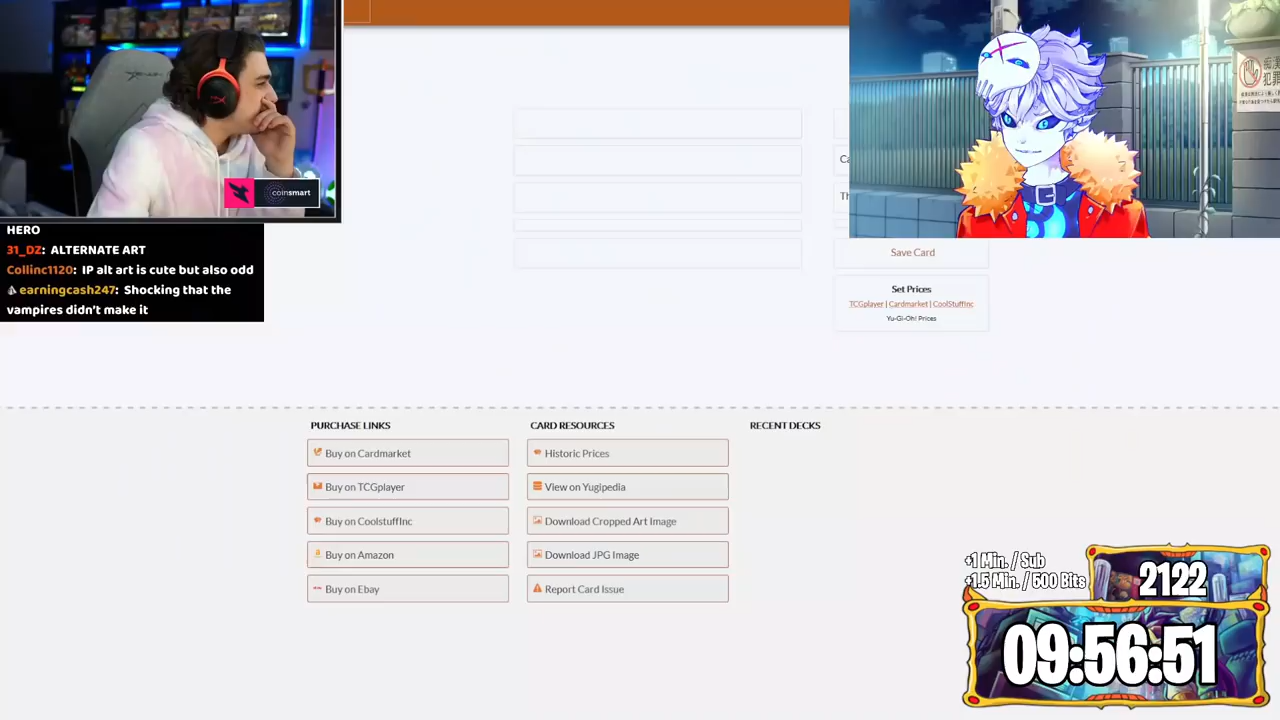 coinsmart
HERO
31_DZ: ALTERNATE ART
Collinc1120: IP alt art is cute but also odd
earningcash247: Shocking that the
vampires didn't make it
Ca
Th
Save Card
Set Prices
TCGplayer | Cardmarket | CoolStuffInc
Yu-Gi-Oh! Prices
PURCHASE LINKS
Buy on Cardmarket
Buy on TCGplayer
Buy on CoolstuffInc
Buy on Amazon
Buy on Ebay
CARD RESOURCES
Historic Prices
View on Yugipedia
Download Cropped Art Image
Download JPG Image
Report Card Issue
RECENT DECKS
+1 Min. / Sub
+1.5 Min. / 500 Bits
2122
09:56:51